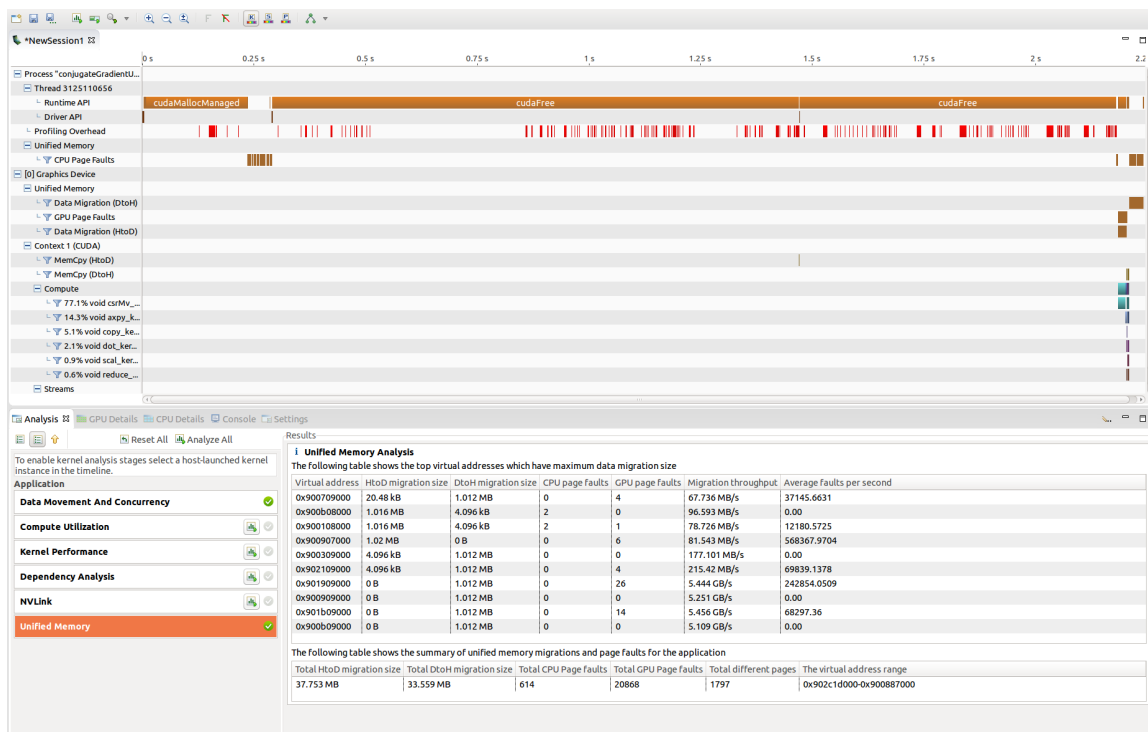 *NewSession1
0 s 0.25 s 0.5 s 0.75 s 1 s 1.25 s 1.5 s 1.75 s 2 s 2.2
Process "conjugateGradientU...
Thread 3125110656
Runtime API cudaMallocManaged cudaFree cudaFree
Driver API
Profiling Overhead
Unified Memory
CPU Page Faults
[0] Graphics Device
Unified Memory
Data Migration (DtoH)
GPU Page Faults
Data Migration (HtoD)
Context 1 (CUDA)
MemCpy (HtoD)
MemCpy (DtoH)
Compute
77.1% void csrMv_...
14.3% void axpy_k...
5.1% void copy_ke...
2.1% void dot_ker...
0.9% void scal_ker...
0.6% void reduce_...
Streams
Analysis GPU Details CPU Details Console Settings
Reset All Analyze All
To enable kernel analysis stages select a host-launched kernel
instance in the timeline.
Application
Data Movement And Concurrency
Compute Utilization
Kernel Performance
Dependency Analysis
NVLink
Unified Memory
Results
i Unified Memory Analysis
The following table shows the top virtual addresses which have maximum data migration size
Virtual address HtoD migration size DtoH migration size CPU page faults GPU page faults Migration throughput Average faults per second
0x900709000 20.48 kB 1.012 MB 0 4 67.736 MB/s 37145.6631
0x900b08000 1.016 MB 4.096 kB 2 0 96.593 MB/s 0.00
0x900108000 1.016 MB 4.096 kB 2 1 78.726 MB/s 12180.5725
0x900907000 1.02 MB 0 B 0 6 81.543 MB/s 568367.9704
0x900309000 4.096 kB 1.012 MB 0 0 177.101 MB/s 0.00
0x902109000 4.096 kB 1.012 MB 0 4 215.42 MB/s 69839.1378
0x901909000 0 B 1.012 MB 0 26 5.444 GB/s 242854.0509
0x900909000 0 B 1.012 MB 0 0 5.251 GB/s 0.00
0x901b09000 0 B 1.012 MB 0 14 5.456 GB/s 68297.36
0x900b09000 0 B 1.012 MB 0 0 5.109 GB/s 0.00
The following table shows the summary of unified memory migrations and page faults for the application
Total HtoD migration size Total DtoH migration size Total CPU Page faults Total GPU Page faults Total different pages The virtual address range
37.753 MB 33.559 MB 614 20868 1797 0x902c1d000-0x900887000